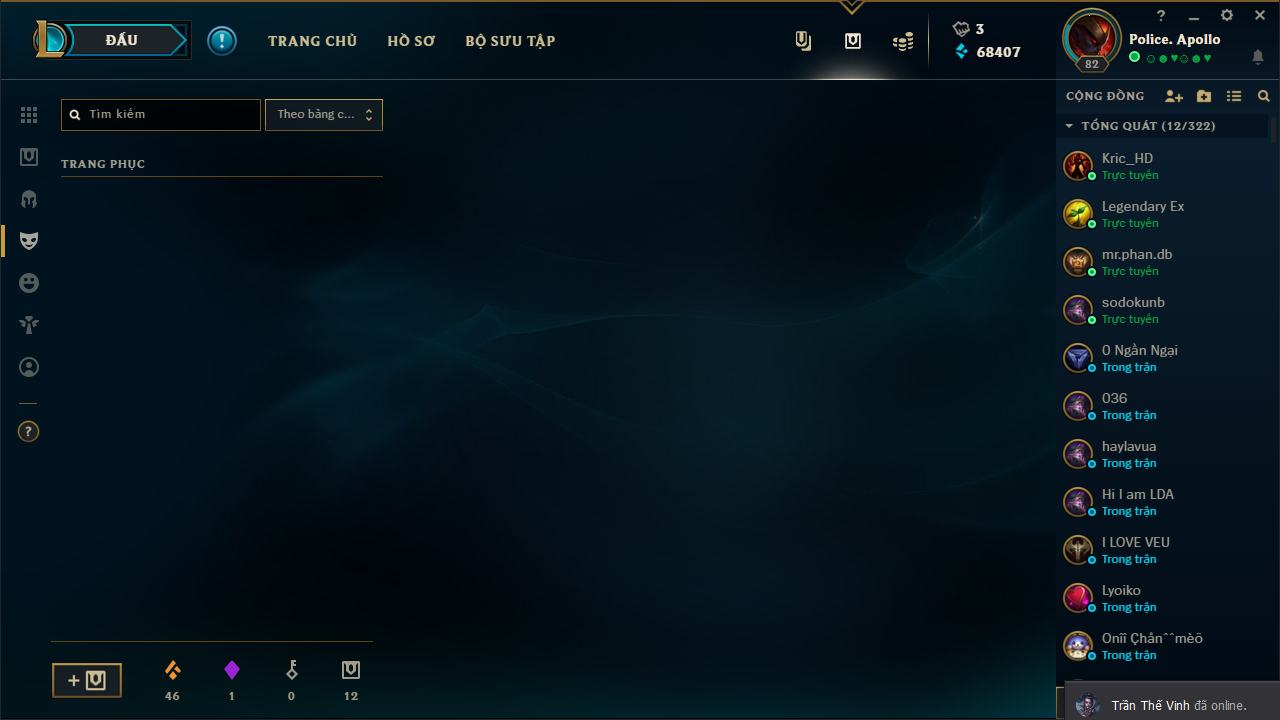 ĐẤU
TRANG CHỦ
HỒ SƠ
BỘ SƯU TẬP
3
68407
82
Police. Apollo
☺☻♥☺☻♥
Tìm kiếm
Theo bảng c...
TRANG PHỤC
CỘNG ĐỒNG
TỔNG QUÁT (12/322)
Kric_HD
Trực tuyến
Legendary Ex
Trực tuyến
mr.phan.db
Trực tuyến
sodokunb
Trực tuyến
0 Ngần Ngại
Trong trận
036
Trong trận
haylavua
Trong trận
Hi I am LDA
Trong trận
I LOVE VEU
Trong trận
Lyoiko
Trong trận
Onîî Çhânˆˆmèö
Trong trận
46
1
0
12
Trần Thế Vinh đã online.